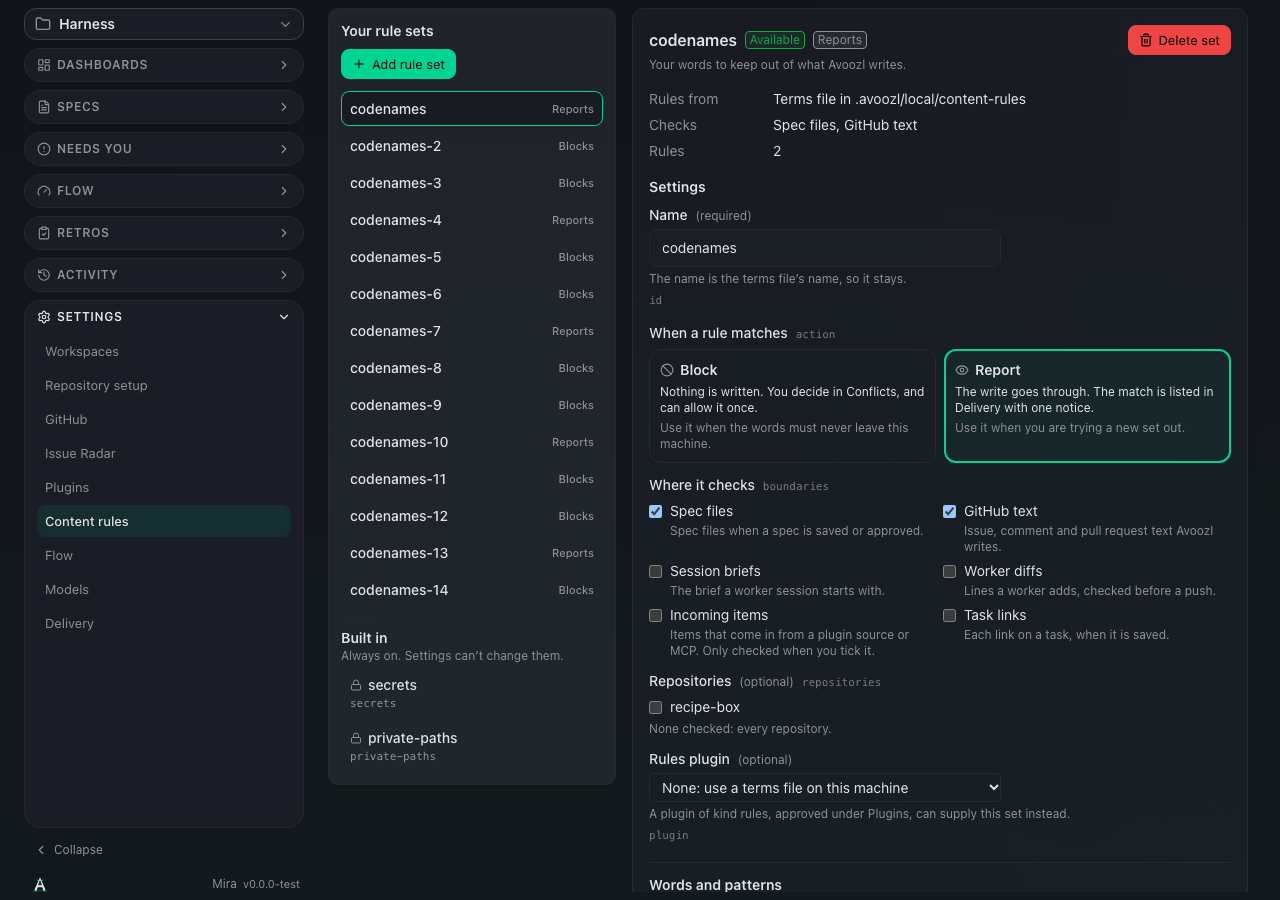 Harness
DASHBOARDS
SPECS
NEEDS YOU
FLOW
RETROS
ACTIVITY
SETTINGS
Workspaces
Repository setup
GitHub
Issue Radar
Plugins
Content rules
Flow
Models
Delivery
Collapse
Mira v0.0.0-test
Your rule sets
Add rule set
codenames Reports
codenames-2 Blocks
codenames-3 Blocks
codenames-4 Reports
codenames-5 Blocks
codenames-6 Blocks
codenames-7 Reports
codenames-8 Blocks
codenames-9 Blocks
codenames-10 Reports
codenames-11 Blocks
codenames-12 Blocks
codenames-13 Reports
codenames-14 Blocks
Built in
Always on. Settings can't change them.
secrets
secrets
private-paths
private-paths
codenames Available Reports Delete set
Your words to keep out of what Avoozl writes.
Rules from Terms file in .avoozl/local/content-rules
Checks Spec files, GitHub text
Rules 2
Settings
Name (required)
codenames
The name is the terms file's name, so it stays.
id
When a rule matches action
Block
Nothing is written. You decide in Conflicts, and
can allow it once.
Use it when the words must never leave this
machine.
Report
The write goes through. The match is listed in
Delivery with one notice.
Use it when you are trying a new set out.
Where it checks boundaries
Spec files
Spec files when a spec is saved or approved.
GitHub text
Issue, comment and pull request text Avoozl
writes.
Session briefs
The brief a worker session starts with.
Worker diffs
Lines a worker adds, checked before a push.
Incoming items
Items that come in from a plugin source or
MCP. Only checked when you tick it.
Task links
Each link on a task, when it is saved.
Repositories (optional) repositories
recipe-box
None checked: every repository.
Rules plugin (optional)
None: use a terms file on this machine
A plugin of kind rules, approved under Plugins, can supply this set instead.
plugin
Words and patterns